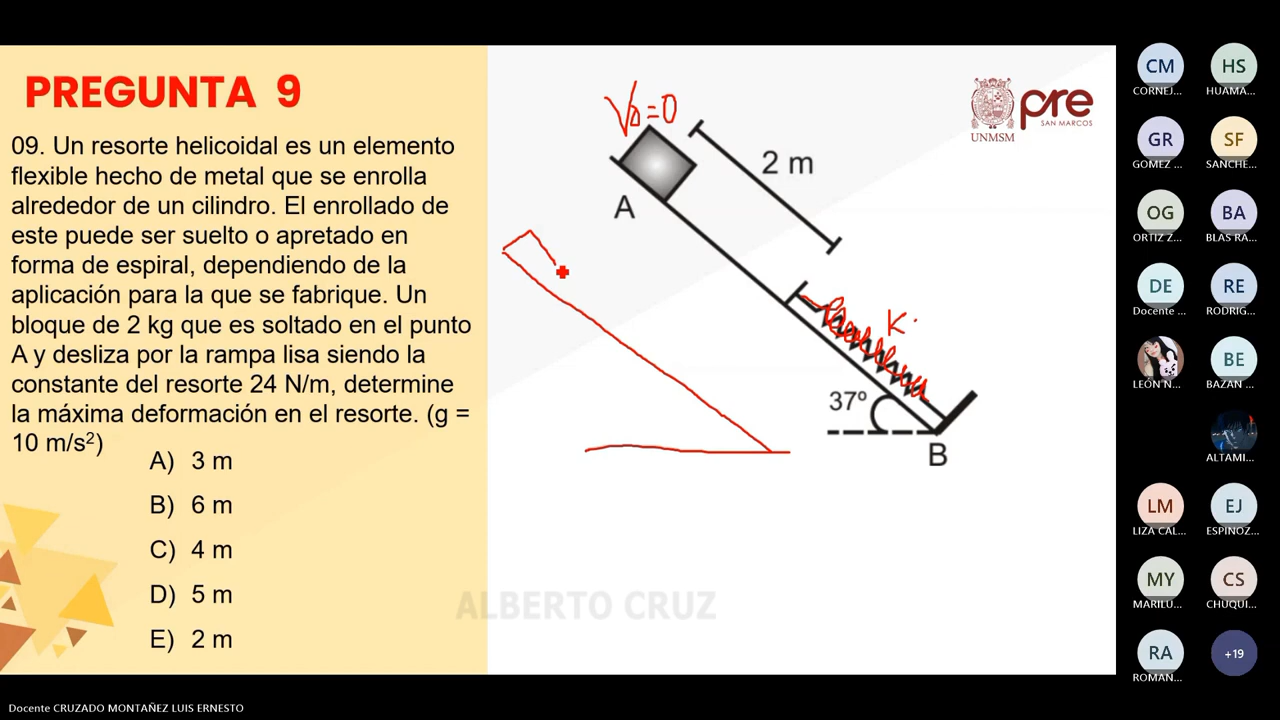 PREGUNTA 9
09. Un resorte helicoidal es un elemento
flexible hecho de metal que se enrolla
alrededor de un cilindro. El enrollado de
este puede ser suelto o apretado en
forma de espiral, dependiendo de la
aplicación para la que se fabrique. Un
bloque de 2 kg que es soltado en el punto
A y desliza por la rampa lisa siendo la
constante del resorte 24 N/m, determine
la máxima deformación en el resorte. (g =
10 m/s²)
A) 3 m
B) 6 m
C) 4 m
D) 5 m
E) 2 m
V₀=0
2 m
A
K
37º
B
UNMSM
pre
SAN MARCOS
ALBERTO CRUZ
CM
CORNEJ...
HS
HUAMA...
GR
GOMEZ ...
SF
SANCHE...
OG
ORTIZ Z...
BA
BLAS RA...
DE
Docente ...
RE
RODRIG...
LEÓN N...
BE
BAZAN ...
ALTAMI...
LM
LIZA CAL...
EJ
ESPINOZ...
MY
MARILU...
CS
CHUQUI...
RA
ROMAN...
+19
Docente CRUZADO MONTAÑEZ LUIS ERNESTO